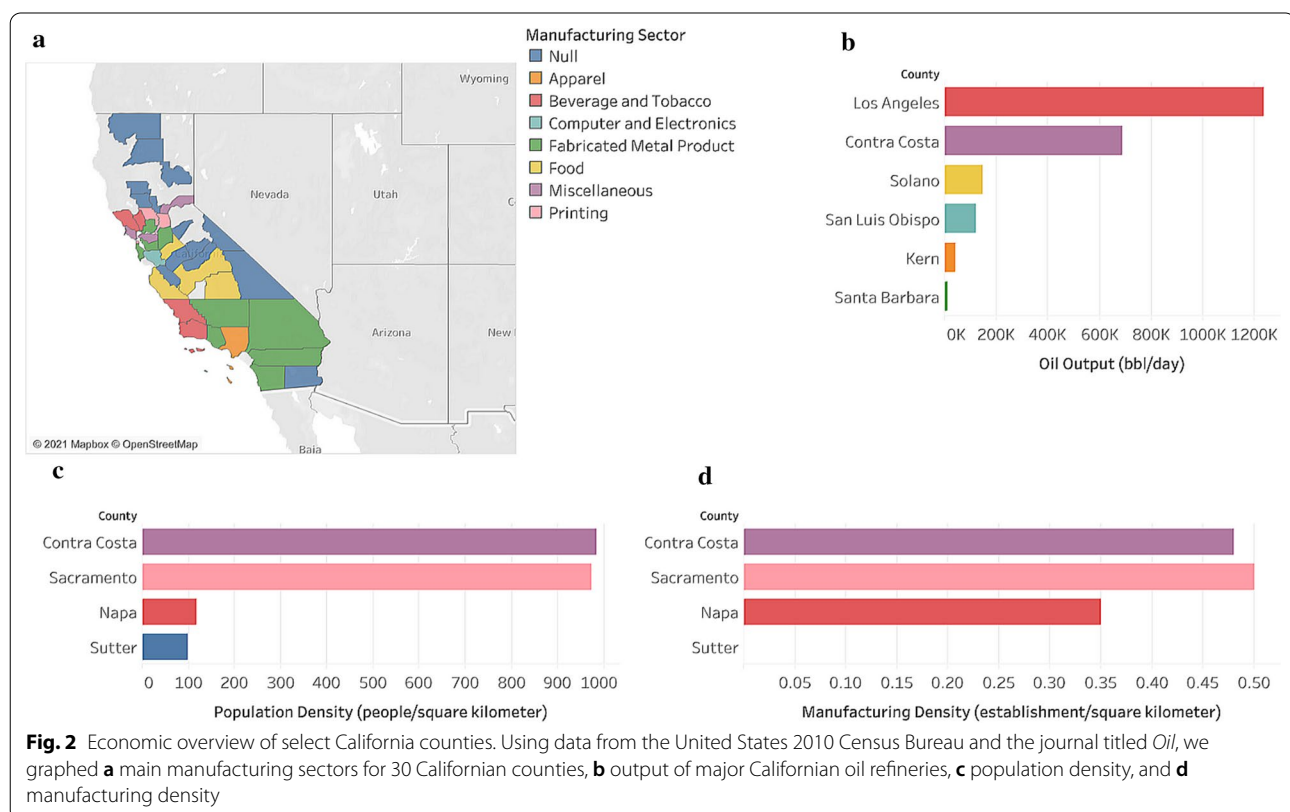 a
Manufacturing Sector
Null
Apparel
Beverage and Tobacco
Computer and Electronics
Fabricated Metal Product
Food
Miscellaneous
Printing
Wyoming
Nevada
Utah
Arizona
New
Baja
© 2021 Mapbox © OpenStreetMap
b
County
Los Angeles
Contra Costa
Solano
San Luis Obispo
Kern
Santa Barbara
0K 200K 400K 600K 800K 1000K 1200K
Oil Output (bbl/day)
c
County
Contra Costa
Sacramento
Napa
Sutter
0 100 200 300 400 500 600 700 800 900 1000
Population Density (people/square kilometer)
d
County
Contra Costa
Sacramento
Napa
Sutter
0.05 0.10 0.15 0.20 0.25 0.30 0.35 0.40 0.45 0.50
Manufacturing Density (establishment/square kilometer)
Fig. 2 Economic overview of select California counties. Using data from the United States 2010 Census Bureau and the journal titled Oil, we
graphed a main manufacturing sectors for 30 Californian counties, b output of major Californian oil refineries, c population density, and d
manufacturing density